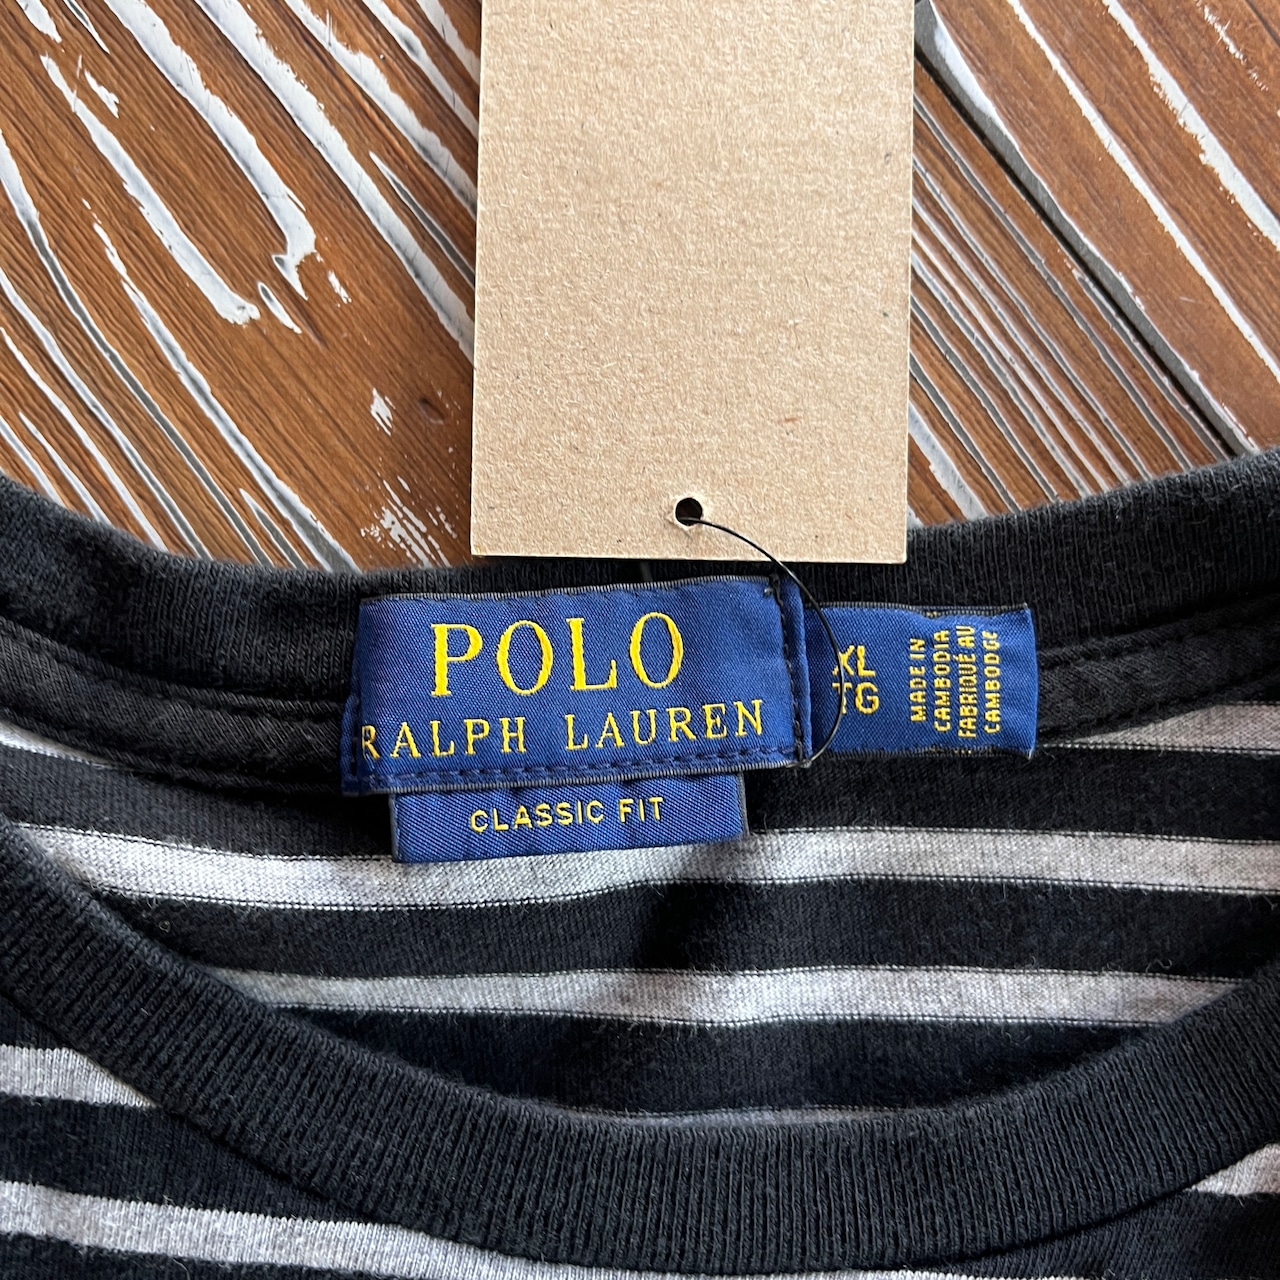 POLO
RALPH LAUREN
CLASSIC FIT
XL
TG
MADE IN
CAMBODIA
FABRIQUÉ AU
CAMBODGE